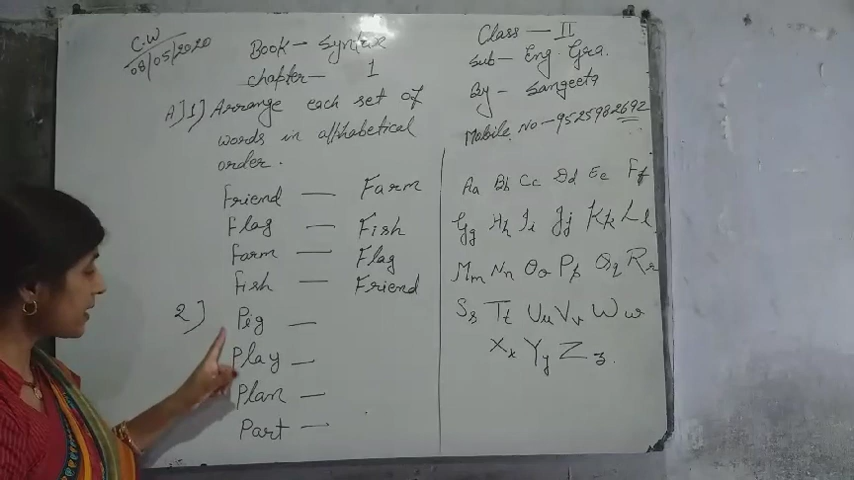 C.W
08/05/2020
Book - Syntree
chapter - 1
A] 1] Arrange each set of
words in alphabetical
order.
Friend — Farm
Flag — Fish
Farm — Flag
Fish — Friend
2] Pig —
Play —
Plan —
Part —
Class — II
Sub - Eng. Gra.
By - Sangeeta
Mobile No - 9525982692
Aa Bb Cc Dd Ee Ff
Gg Hh Ii Jj Kk Ll
Mm Nn Oo Pp Qq Rr
Ss Tt Uu Vv Ww
Xx Yy Zz.